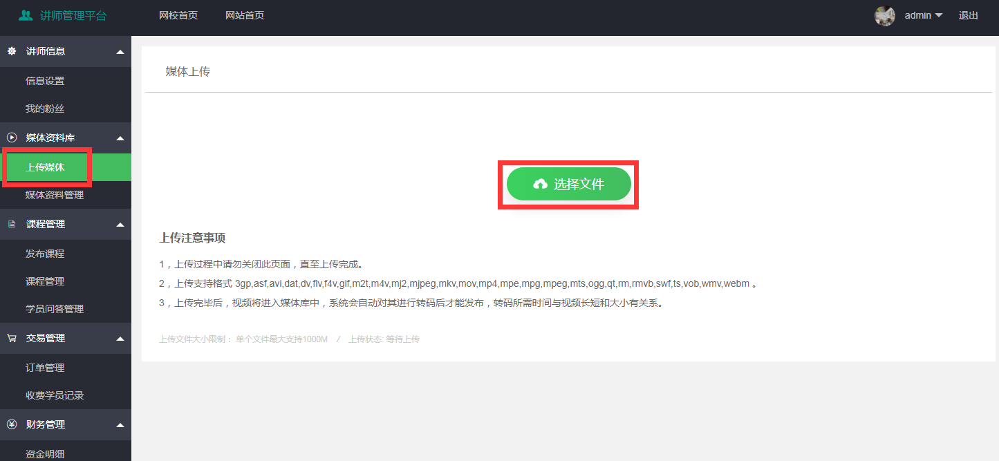 讲师管理平台
网校首页
网站首页
admin
退出
讲师信息
信息设置
我的粉丝
媒体资料库
上传媒体
媒体资料管理
课程管理
发布课程
课程管理
学员问答管理
交易管理
订单管理
收费学员记录
财务管理
资金明细
媒体上传
选择文件
上传注意事项
1，上传过程中请勿关闭此页面，直至上传完成。
2，上传支持格式 3gp,asf,avi,dat,dv,flv,f4v,gif,m2t,m4v,mj2,mjpeg,mkv,mov,mp4,mpe,mpg,mpeg,mts,ogg,qt,rm,rmvb,swf,ts,vob,wmv,webm 。
3，上传完毕后，视频将进入媒体库中，系统会自动对其进行转码后才能发布，转码所需时间与视频长短和大小有关系。
上传文件大小限制： 单个文件最大支持1000M / 上传状态: 等待上传